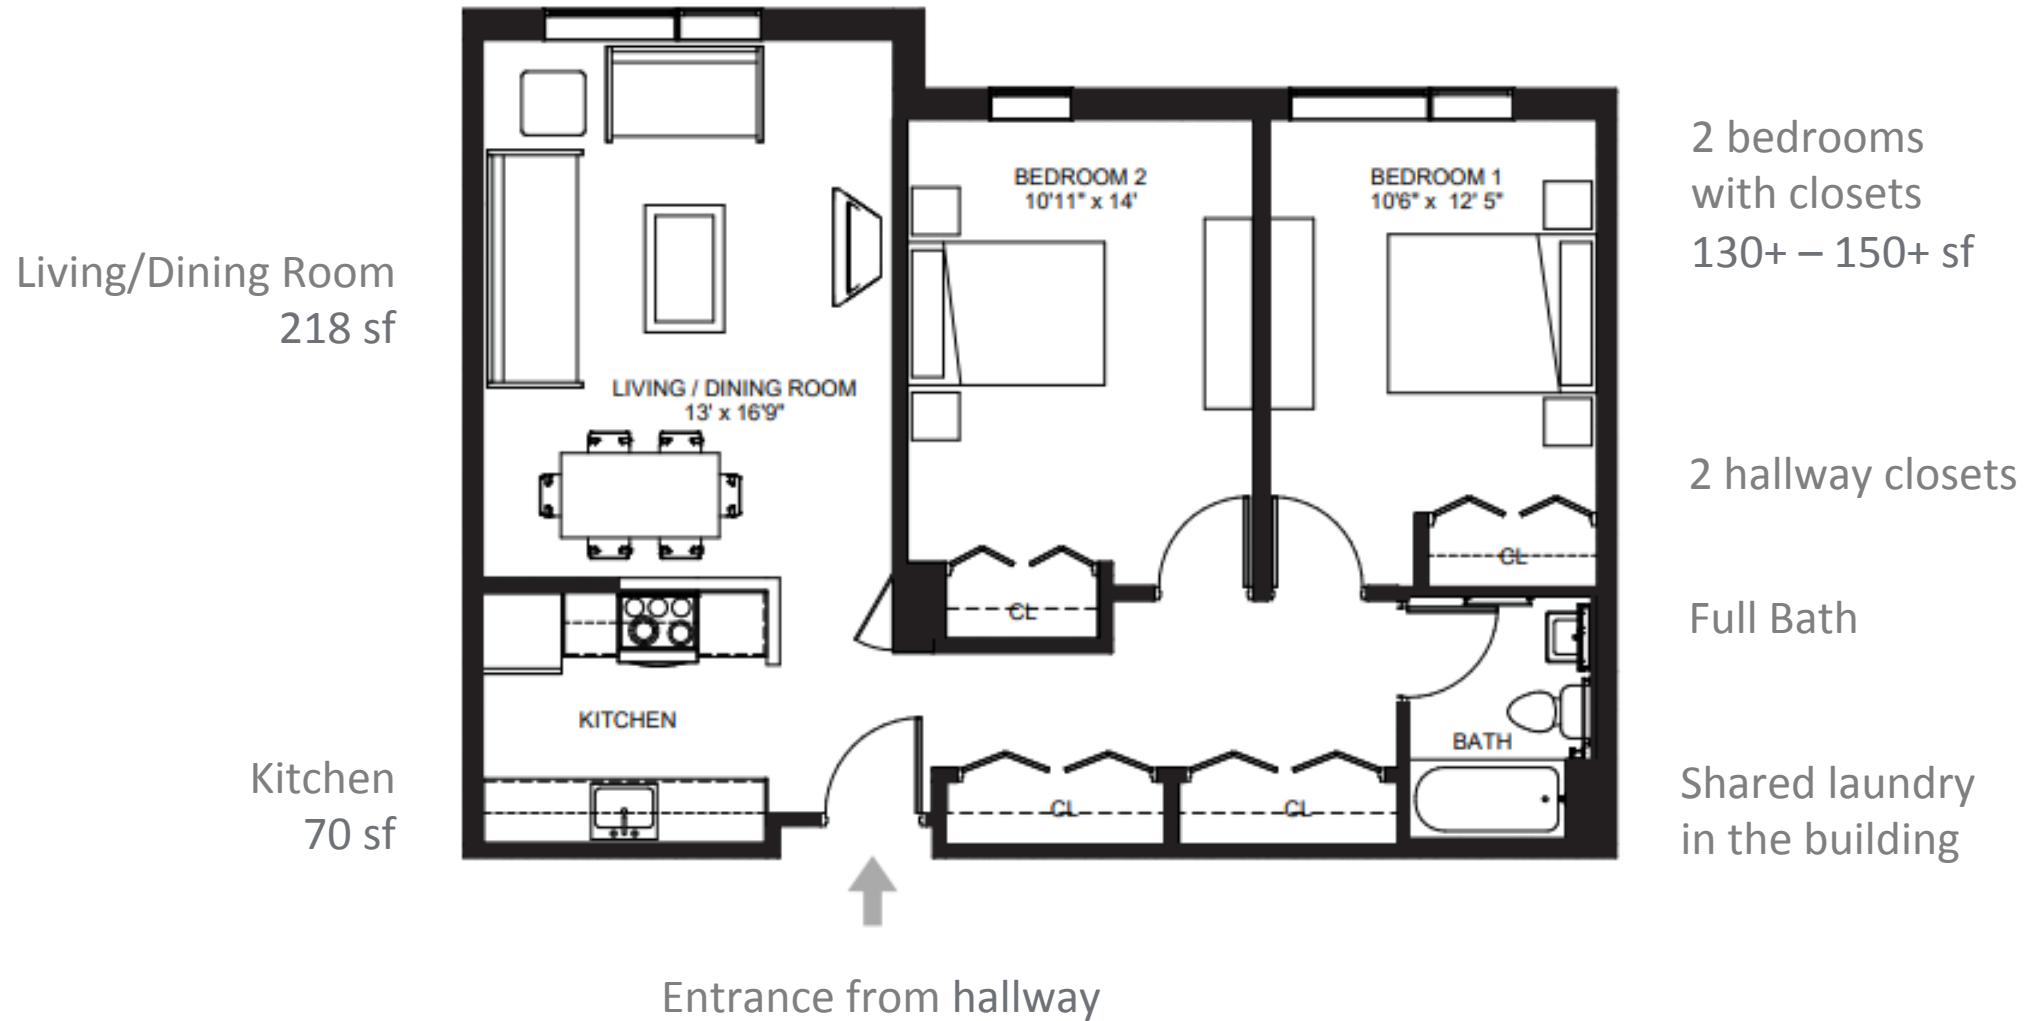 Living/Dining Room
218 sf
Kitchen
70 sf
LIVING / DINING ROOM
13' x 16'9"
KITCHEN
BEDROOM 2
10'11" x 14'
BEDROOM 1
10'6" x 12' 5"
CL
CL
CL
CL
BATH
2 bedrooms
with closets
130+ – 150+ sf
2 hallway closets
Full Bath
Shared laundry
in the building
Entrance from hallway